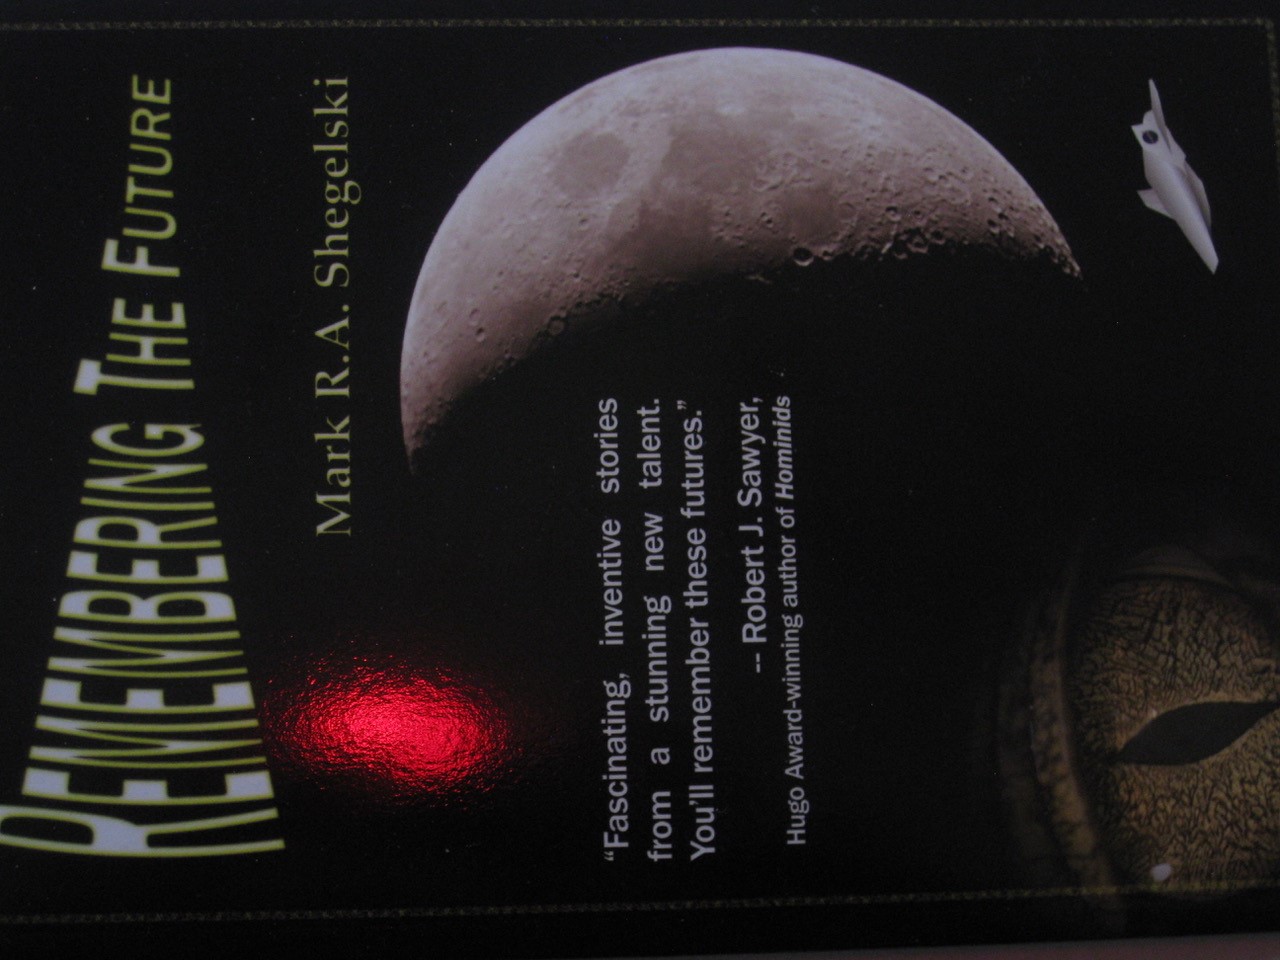 REMEMBERING THE FUTURE
Mark R.A. Shegelski
“Fascinating, inventive stories
from a stunning new talent.
You’ll remember these futures.”
-- Robert J. Sawyer,
Hugo Award-winning author of Hominids